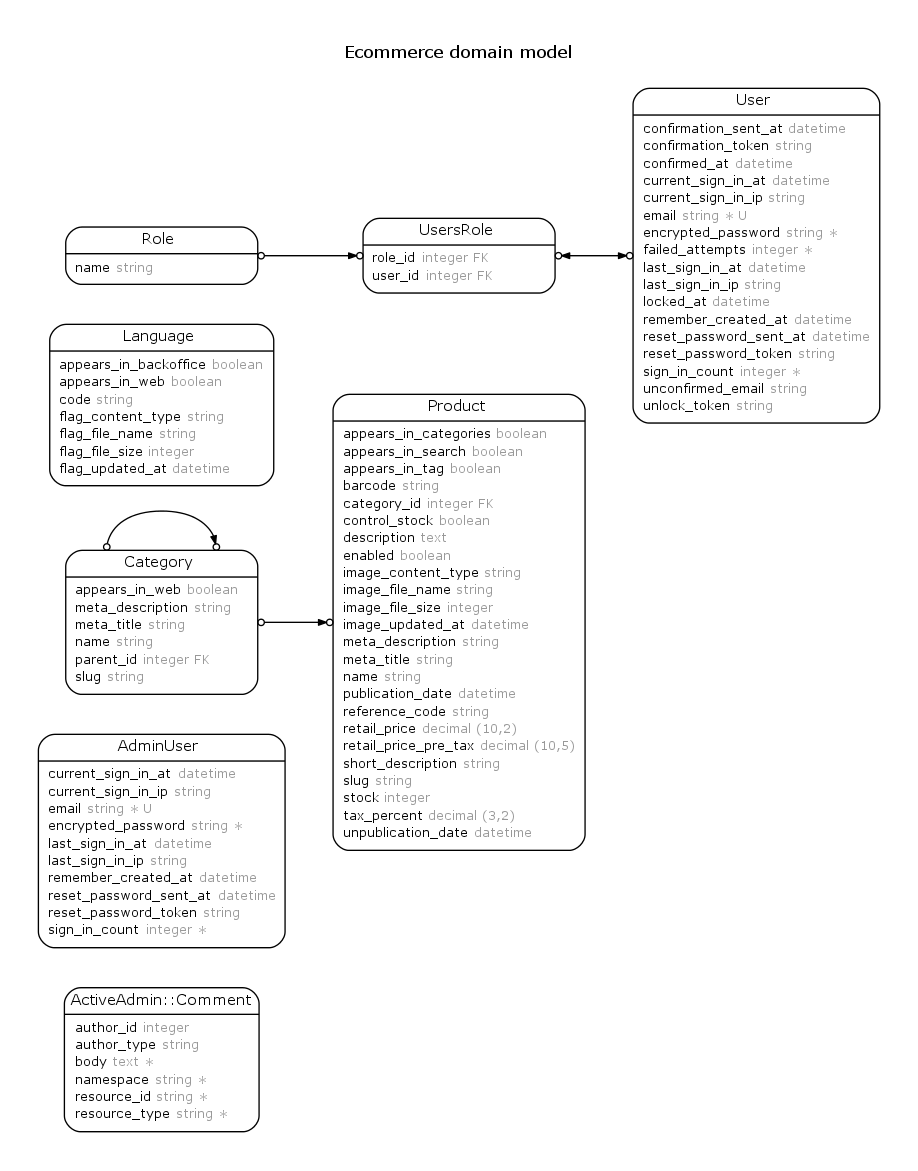 Ecommerce domain model
User
confirmation_sent_at datetime
confirmation_token string
confirmed_at datetime
current_sign_in_at datetime
current_sign_in_ip string
email string * U
encrypted_password string *
failed_attempts integer *
last_sign_in_at datetime
last_sign_in_ip string
locked_at datetime
remember_created_at datetime
reset_password_sent_at datetime
reset_password_token string
sign_in_count integer *
unconfirmed_email string
unlock_token string
Role
name string
UsersRole
role_id integer FK
user_id integer FK
Language
appears_in_backoffice boolean
appears_in_web boolean
code string
flag_content_type string
flag_file_name string
flag_file_size integer
flag_updated_at datetime
Product
appears_in_categories boolean
appears_in_search boolean
appears_in_tag boolean
barcode string
category_id integer FK
control_stock boolean
description text
enabled boolean
image_content_type string
image_file_name string
image_file_size integer
image_updated_at datetime
meta_description string
meta_title string
name string
publication_date datetime
reference_code string
retail_price decimal (10,2)
retail_price_pre_tax decimal (10,5)
short_description string
slug string
stock integer
tax_percent decimal (3,2)
unpublication_date datetime
Category
appears_in_web boolean
meta_description string
meta_title string
name string
parent_id integer FK
slug string
AdminUser
current_sign_in_at datetime
current_sign_in_ip string
email string * U
encrypted_password string *
last_sign_in_at datetime
last_sign_in_ip string
remember_created_at datetime
reset_password_sent_at datetime
reset_password_token string
sign_in_count integer *
ActiveAdmin::Comment
author_id integer
author_type string
body text *
namespace string *
resource_id string *
resource_type string *